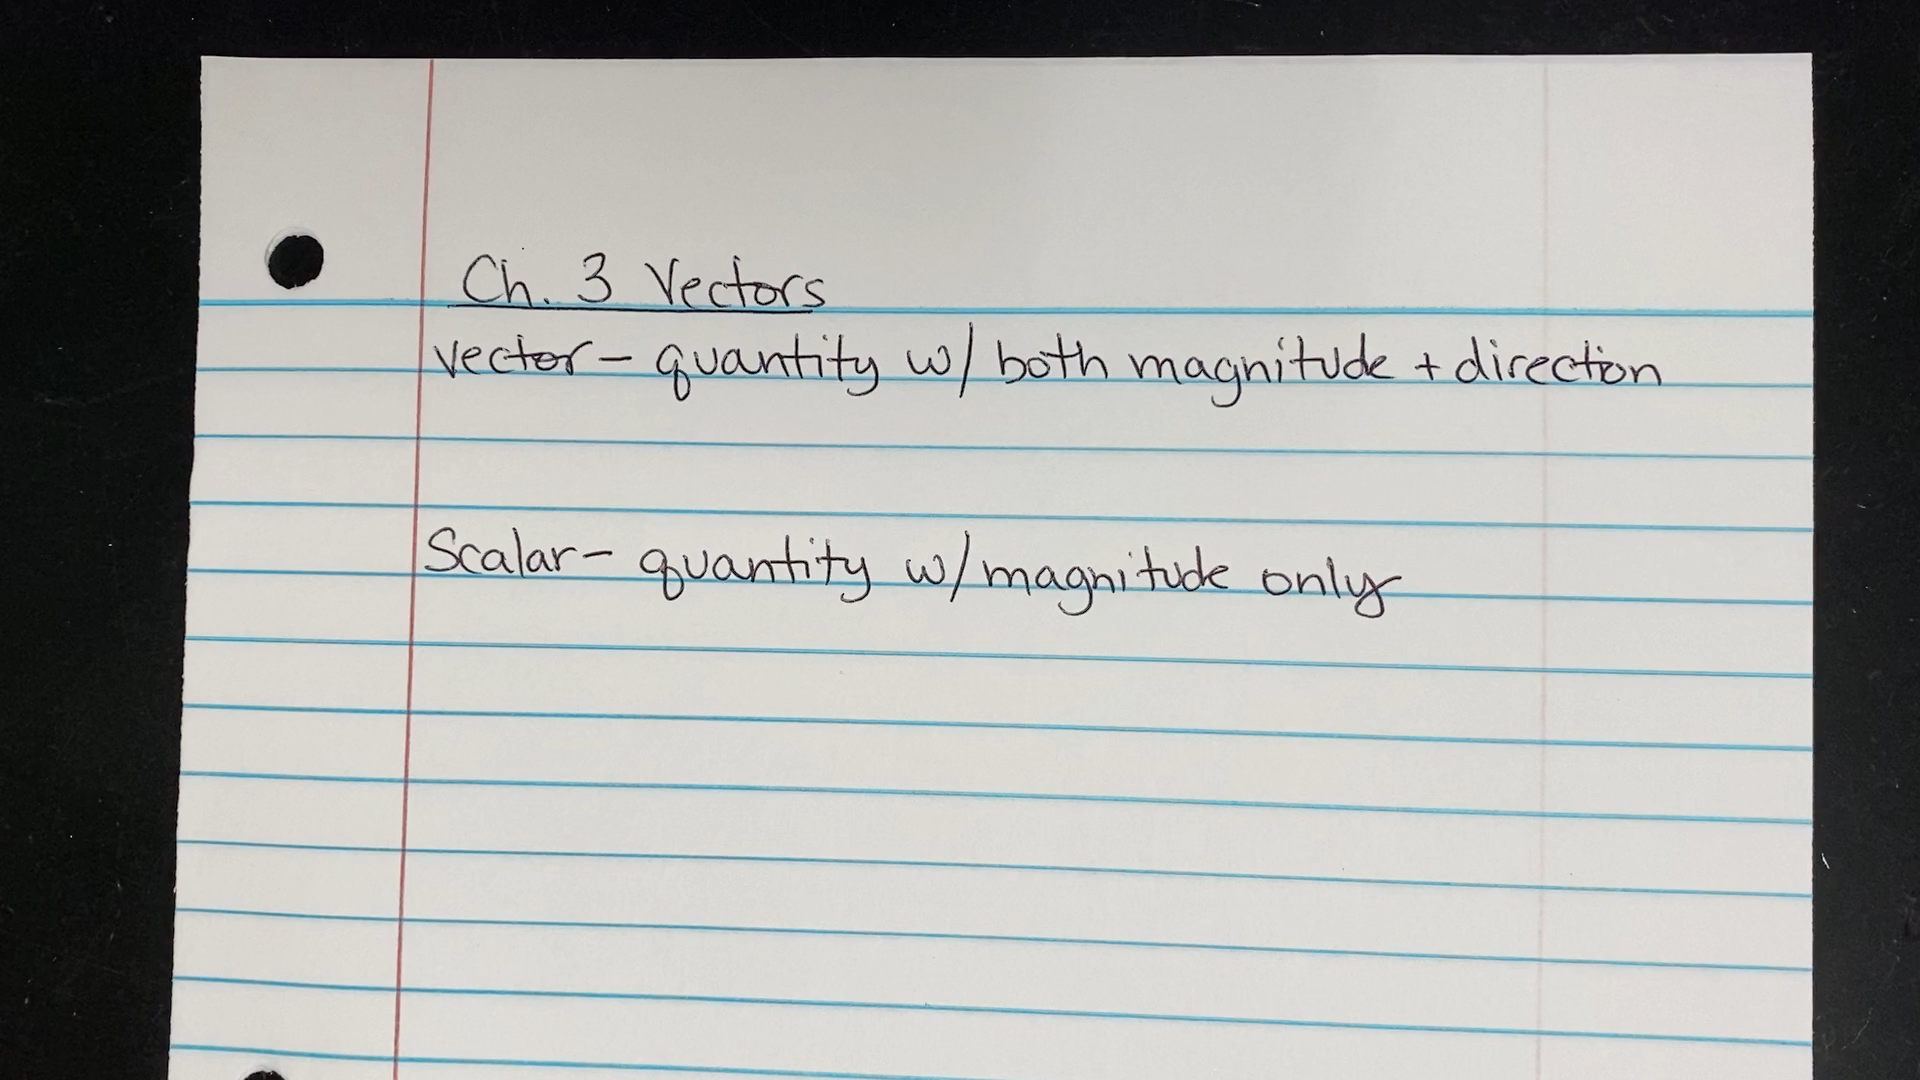 Ch. 3 Vectors
Vector - quantity w/ both magnitude + direction
Scalar - quantity w/ magnitude only